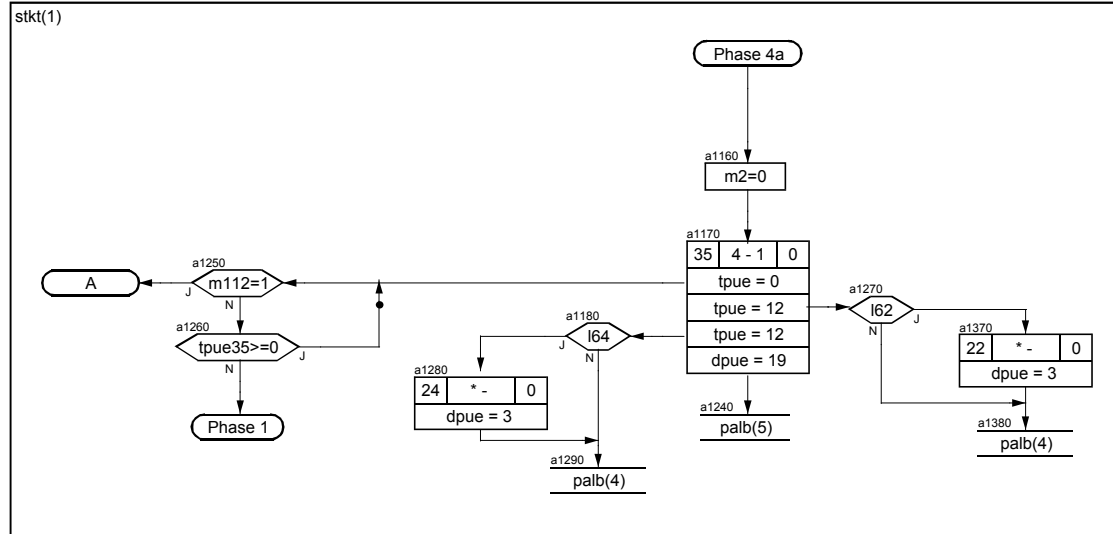 stkt(1)
Phase 4a
a1160
m2=0
a1170
35 4 - 1 0
tpue = 0
tpue = 12
tpue = 12
dpue = 19
a1240
palb(5)
a1250
m112=1
J
N
A
a1260
tpue35>=0
J
N
Phase 1
a1180
l64
J
N
a1280
24 * - 0
dpue = 3
a1290
palb(4)
a1270
l62
J
N
a1370
22 * - 0
dpue = 3
a1380
palb(4)